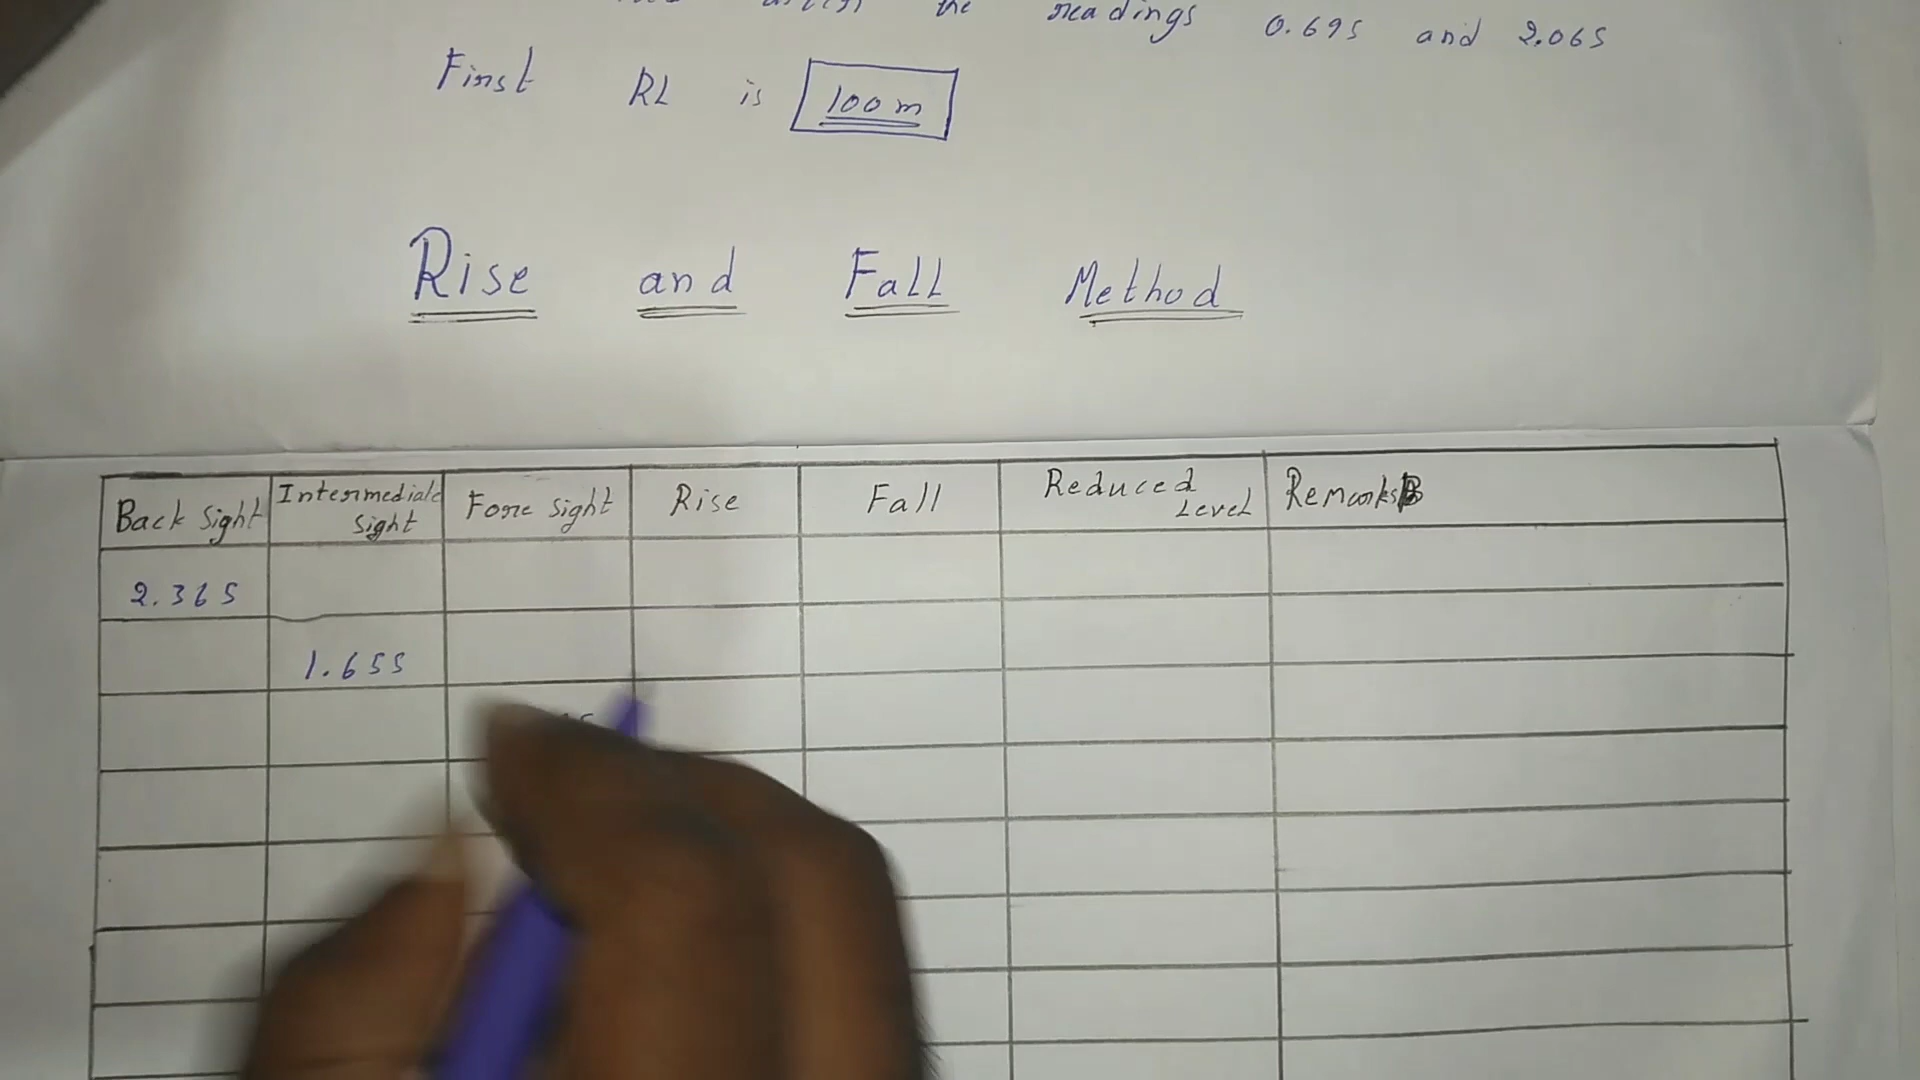 the readings 0.695 and 2.065
First RL is 100m
Rise and Fall Method
Back Sight Intermediate Sight Fore Sight Rise Fall Reduced Level Remarks
2.365
1.655